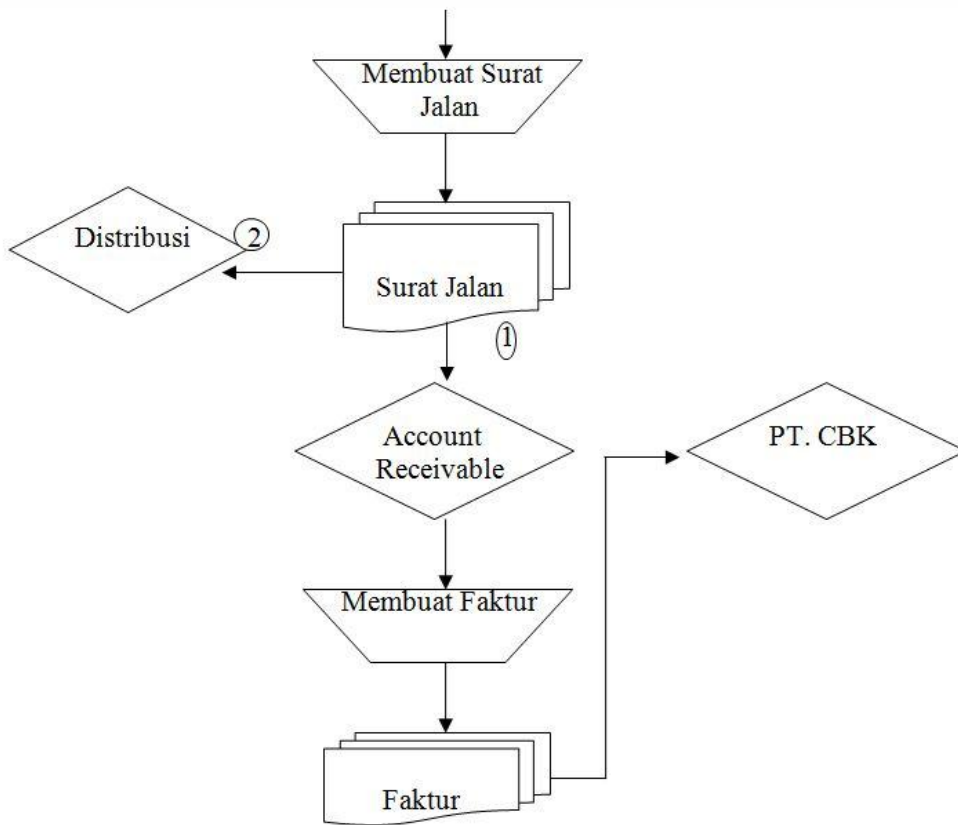 Membuat Surat
Jalan
Distribusi
2
Surat Jalan
1
Account
Receivable
PT. CBK
Membuat Faktur
Faktur